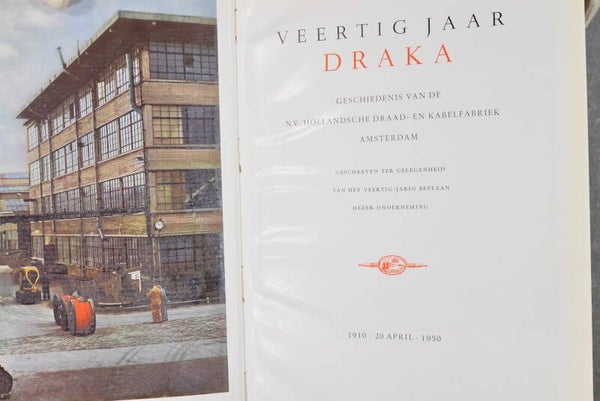 VEERTIG JAAR
DRAKA
GESCHIEDENIS VAN DE
N.V. HOLLANDSCHE DRAAD- EN KABELFABRIEK
AMSTERDAM
GESCHREVEN TER GELEGENHEID
VAN HET VEERTIG-JARIG BESTAAN
DEZER ONDERNEMING
1910 · 20 APRIL · 1950